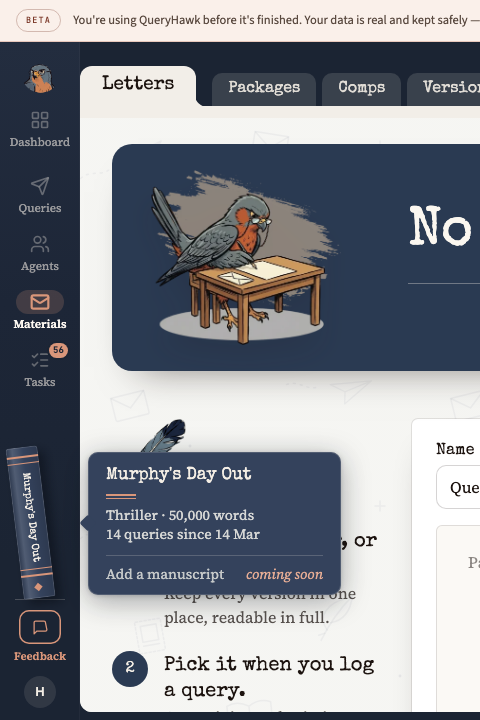 BETA You're using QueryHawk before it's finished. Your data is real and kept safely —
Letters
Packages
Comps
Version
Dashboard
Queries
Agents
Materials
56
Tasks
Murphy's Day Out
Feedback
H
No
Murphy's Day Out
Thriller · 50,000 words
14 queries since 14 Mar
Add a manuscript coming soon
, or
Keep every version in one
place, readable in full.
2
Pick it when you log
a query.
Name
Que
Pa